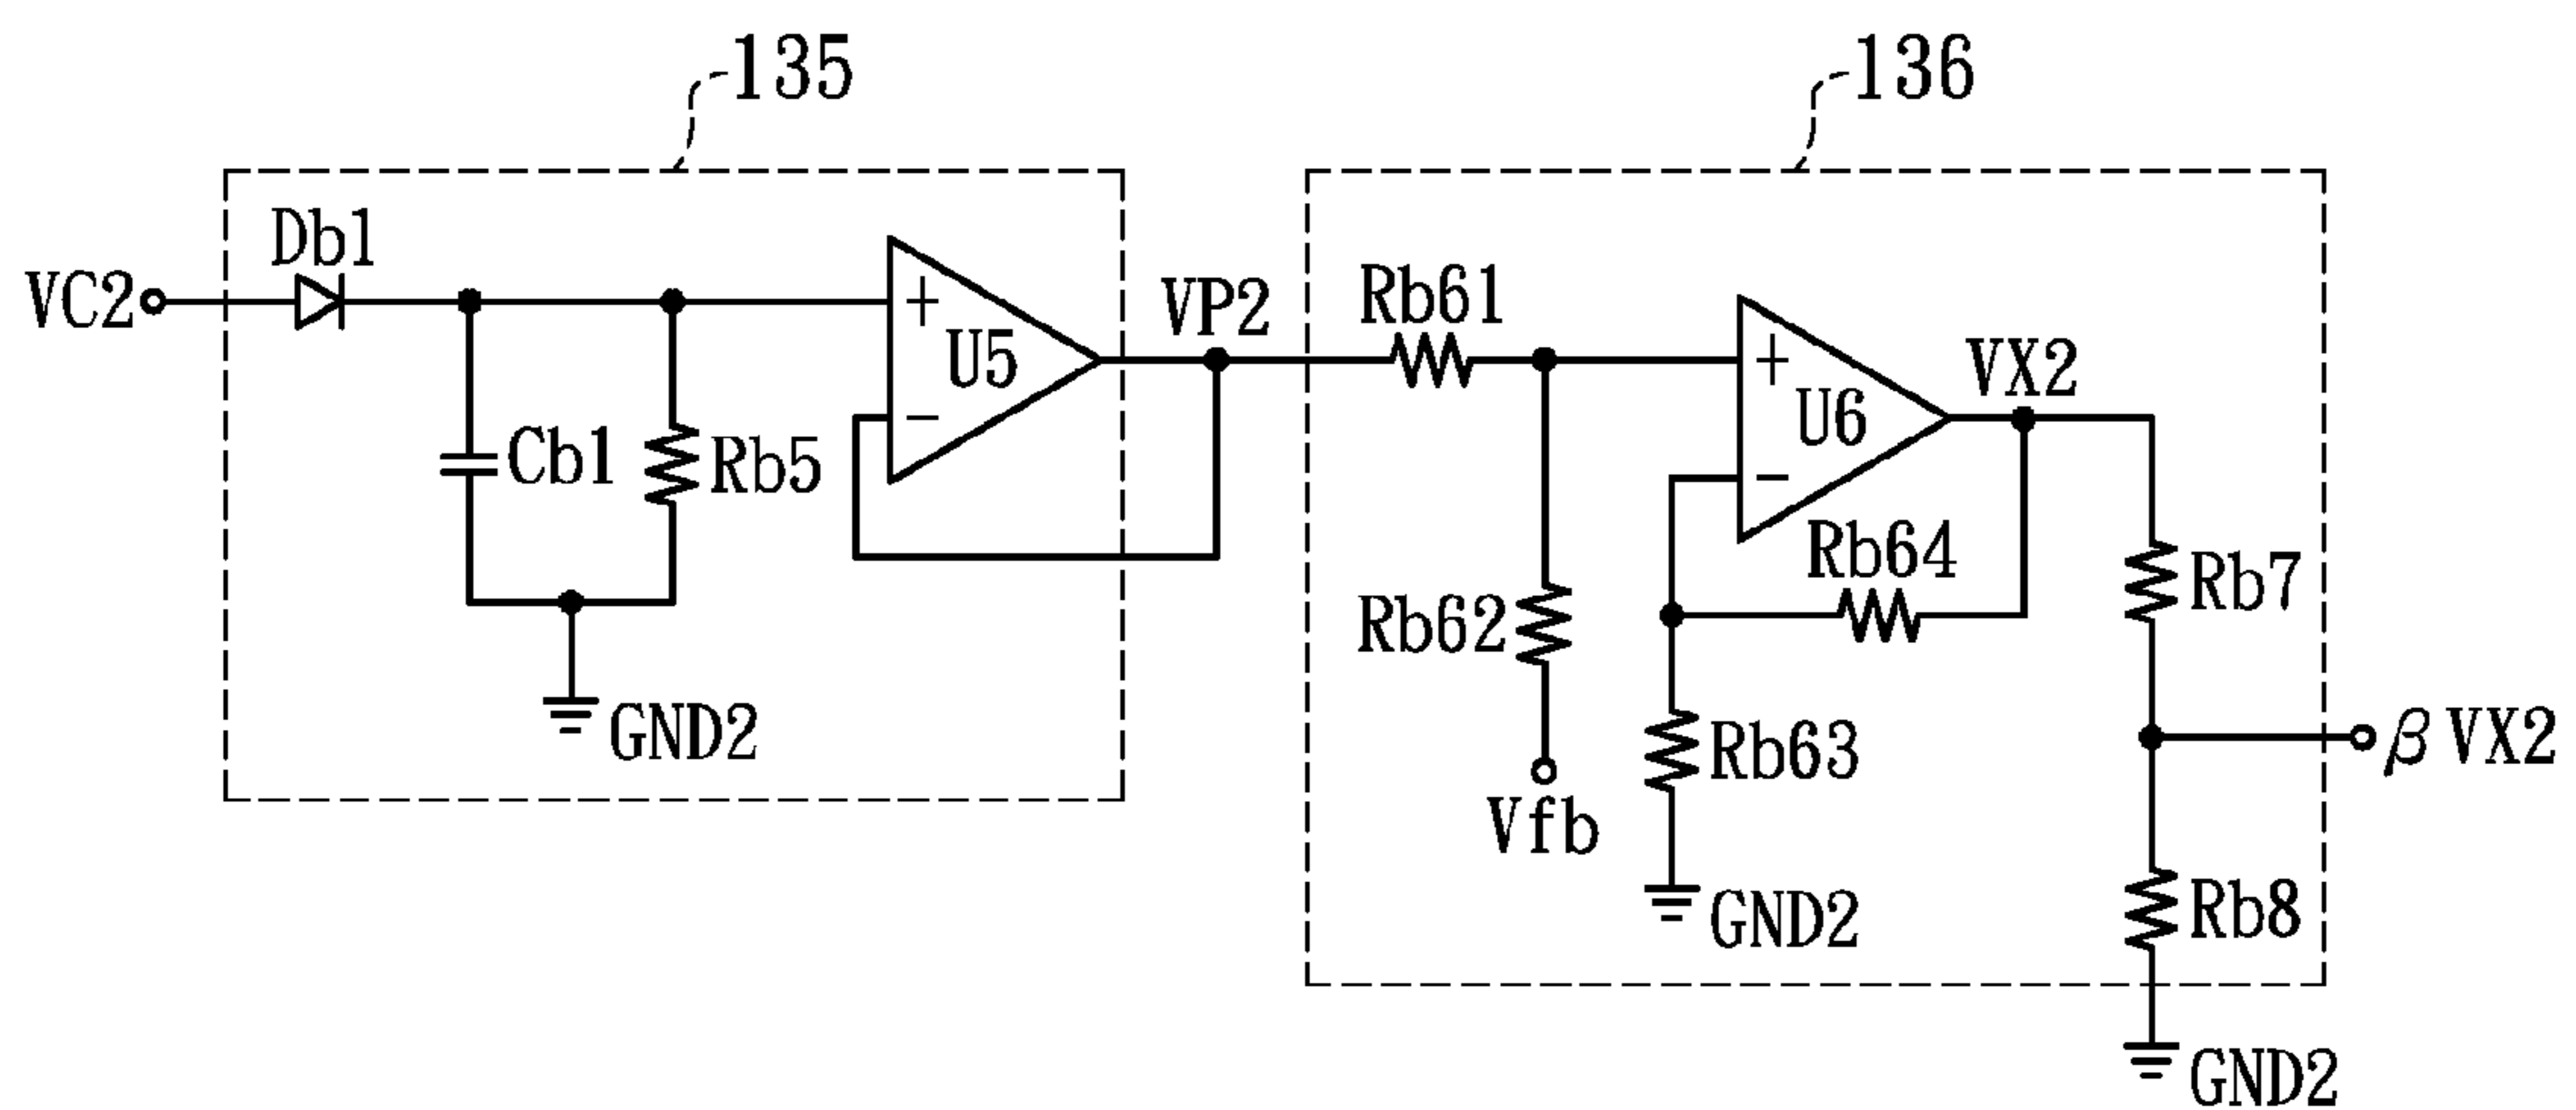 135
136
Db1
VC2
+
U5
−
VP2
Rb61
+
U6
−
VX2
Cb1
Rb5
Rb64
Rb7
Rb62
GND2
Rb63
β VX2
Vfb
GND2
Rb8
GND2